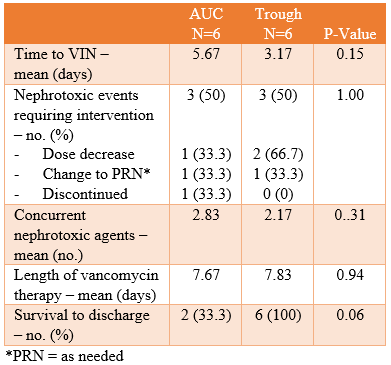 AUC Trough P-Value
N=6 N=6
Time to VIN – 5.67 3.17 0.15
mean (days)
Nephrotoxic events 3 (50) 3 (50) 1.00
requiring intervention
– no. (%)
- Dose decrease 1 (33.3) 2 (66.7)
- Change to PRN* 1 (33.3) 1 (33.3)
- Discontinued 1 (33.3) 0 (0)
Concurrent 2.83 2.17 0..31
nephrotoxic agents –
mean (no.)
Length of vancomycin 7.67 7.83 0.94
therapy – mean (days)
Survival to discharge 2 (33.3) 6 (100) 0.06
– no. (%)
*PRN = as needed